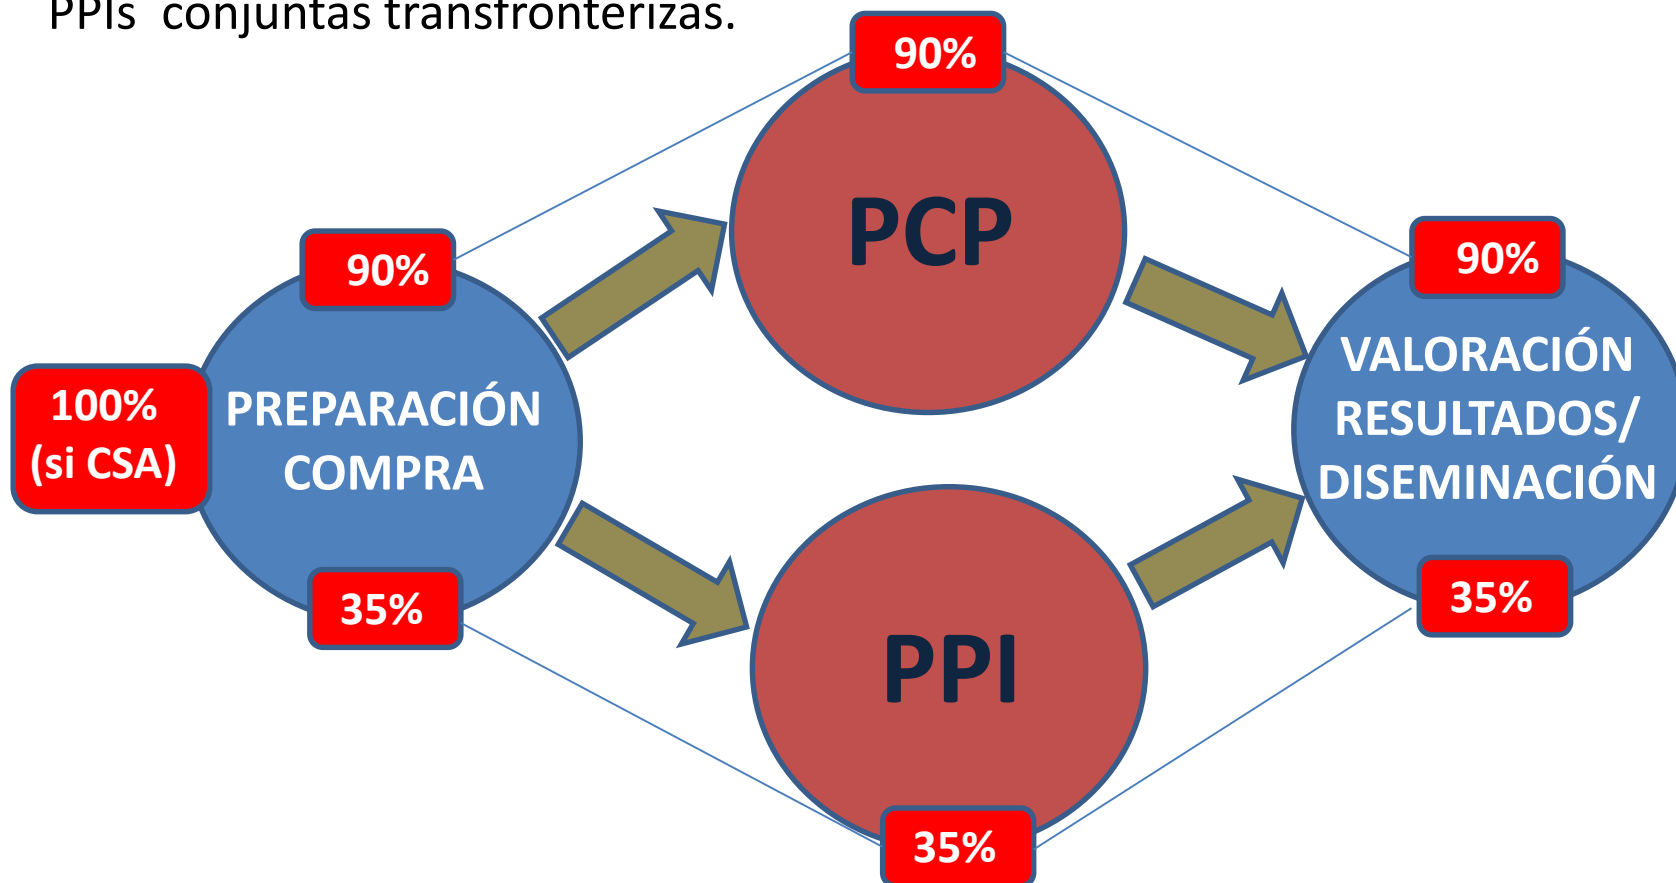 PPIs conjuntas transfronterizas.
90%
PCP
90%
90%
100%
(si CSA)
PREPARACIÓN
COMPRA
VALORACIÓN
RESULTADOS/
DISEMINACIÓN
35%
35%
PPI
35%